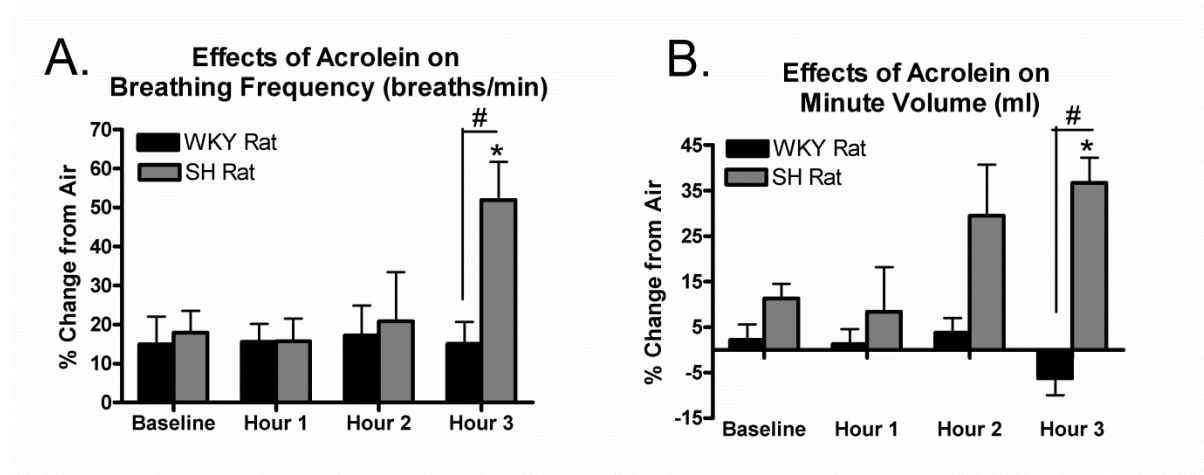 A.
Effects of Acrolein on
Breathing Frequency (breaths/min)
#
*
WKY Rat
SH Rat
% Change from Air
70
60
50
40
30
20
10
0
Baseline Hour 1 Hour 2 Hour 3
B.
Effects of Acrolein on
Minute Volume (ml)
#
*
WKY Rat
SH Rat
% Change from Air
45
35
25
15
5
-5
-15
Baseline Hour 1 Hour 2 Hour 3